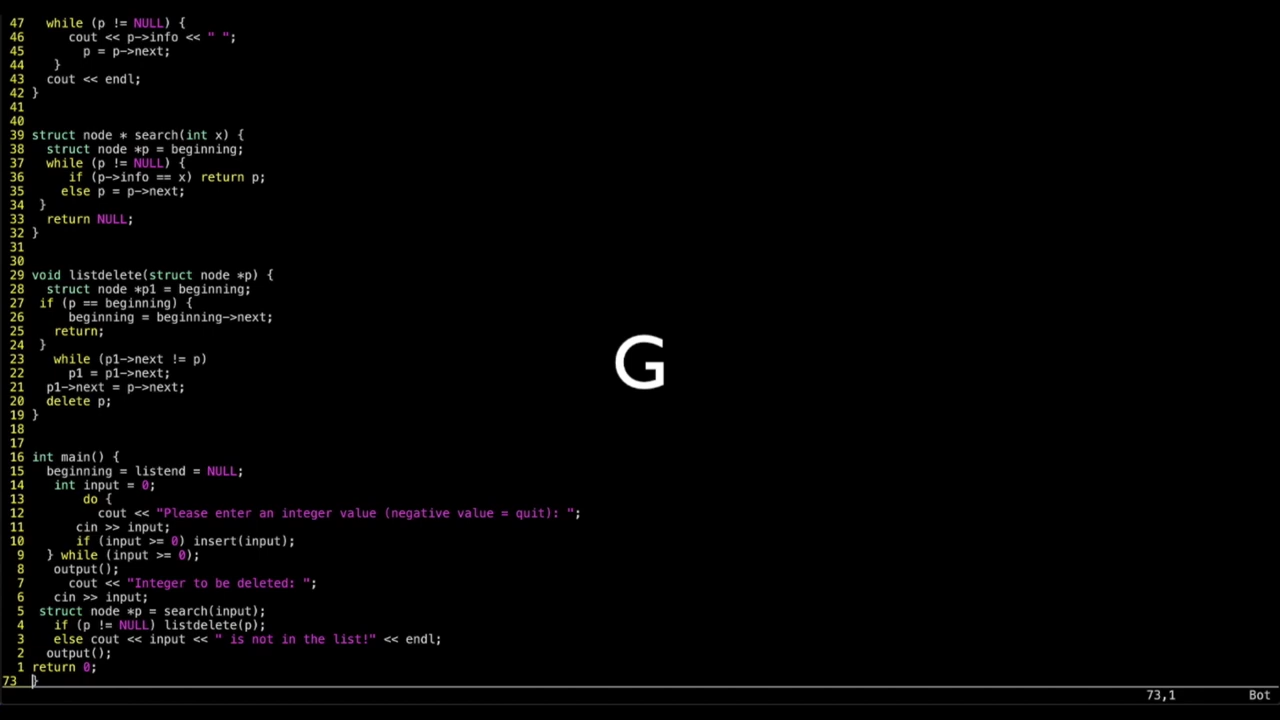 47 while (p != NULL) {
46 cout << p->info << " ";
45 p = p->next;
44 }
43 cout << endl;
42 }
41
40
39 struct node * search(int x) {
38 struct node *p = beginning;
37 while (p != NULL) {
36 if (p->info == x) return p;
35 else p = p->next;
34 }
33 return NULL;
32 }
31
30
29 void listdelete(struct node *p) {
28 struct node *p1 = beginning;
27 if (p == beginning) {
26 beginning = beginning->next;
25 return;
24 }
23 while (p1->next != p)
22 p1 = p1->next;
21 p1->next = p->next;
20 delete p;
19 }
18
17
16 int main() {
15 beginning = listend = NULL;
14 int input = 0;
13 do {
12 cout << "Please enter an integer value (negative value = quit): ";
11 cin >> input;
10 if (input >= 0) insert(input);
9 } while (input >= 0);
8 output();
7 cout << "Integer to be deleted: ";
6 cin >> input;
5 struct node *p = search(input);
4 if (p != NULL) listdelete(p);
3 else cout << input << " is not in the list!" << endl;
2 output();
1 return 0;
73 }
G
73,1 Bot